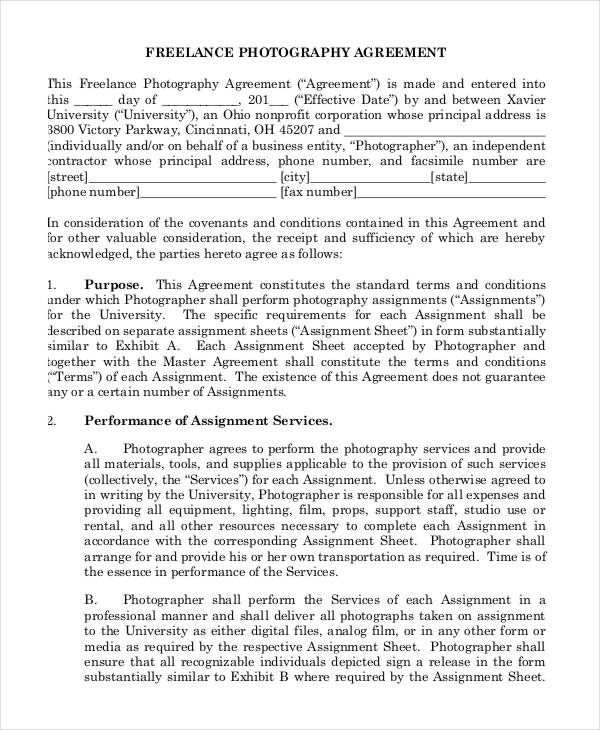 FREELANCE PHOTOGRAPHY AGREEMENT
This Freelance Photography Agreement (“Agreement”) is made and entered into
this ______ day of ____________, 201___ (“Effective Date”) by and between Xavier
University (“University”), an Ohio nonprofit corporation whose principal address is
3800 Victory Parkway, Cincinnati, OH 45207 and ______________________________
(individually and/or on behalf of a business entity, “Photographer”), an independent
contractor whose principal address, phone number, and facsimile number are
[street]____________________________ [city]__________________[state]____________
[phone number]____________________ [fax number]____________________________
In consideration of the covenants and conditions contained in this Agreement and
for other valuable consideration, the receipt and sufficiency of which are hereby
acknowledged, the parties hereto agree as follows:
1. Purpose. This Agreement constitutes the standard terms and conditions
under which Photographer shall perform photography assignments (“Assignments”)
for the University. The specific requirements for each Assignment shall be
described on separate assignment sheets (“Assignment Sheet”) in form substantially
similar to Exhibit A. Each Assignment Sheet accepted by Photographer and
together with the Master Agreement shall constitute the terms and conditions
(“Terms”) of each Assignment. The existence of this Agreement does not guarantee
any or a certain number of Assignments.
2. Performance of Assignment Services.
A. Photographer agrees to perform the photography services and provide
all materials, tools, and supplies applicable to the provision of such services
(collectively, the “Services”) for each Assignment. Unless otherwise agreed to
in writing by the University, Photographer is responsible for all expenses and
providing all equipment, lighting, film, props, support staff, studio use or
rental, and all other resources necessary to complete each Assignment in
accordance with the corresponding Assignment Sheet. Photographer shall
arrange for and provide his or her own transportation as required. Time is of
the essence in performance of the Services.
B. Photographer shall perform the Services of each Assignment in a
professional manner and shall deliver all photographs taken on assignment
to the University as either digital files, analog film, or in any other form or
media as required by the respective Assignment Sheet. Photographer shall
ensure that all recognizable individuals depicted sign a release in the form
substantially similar to Exhibit B where required by the Assignment Sheet.